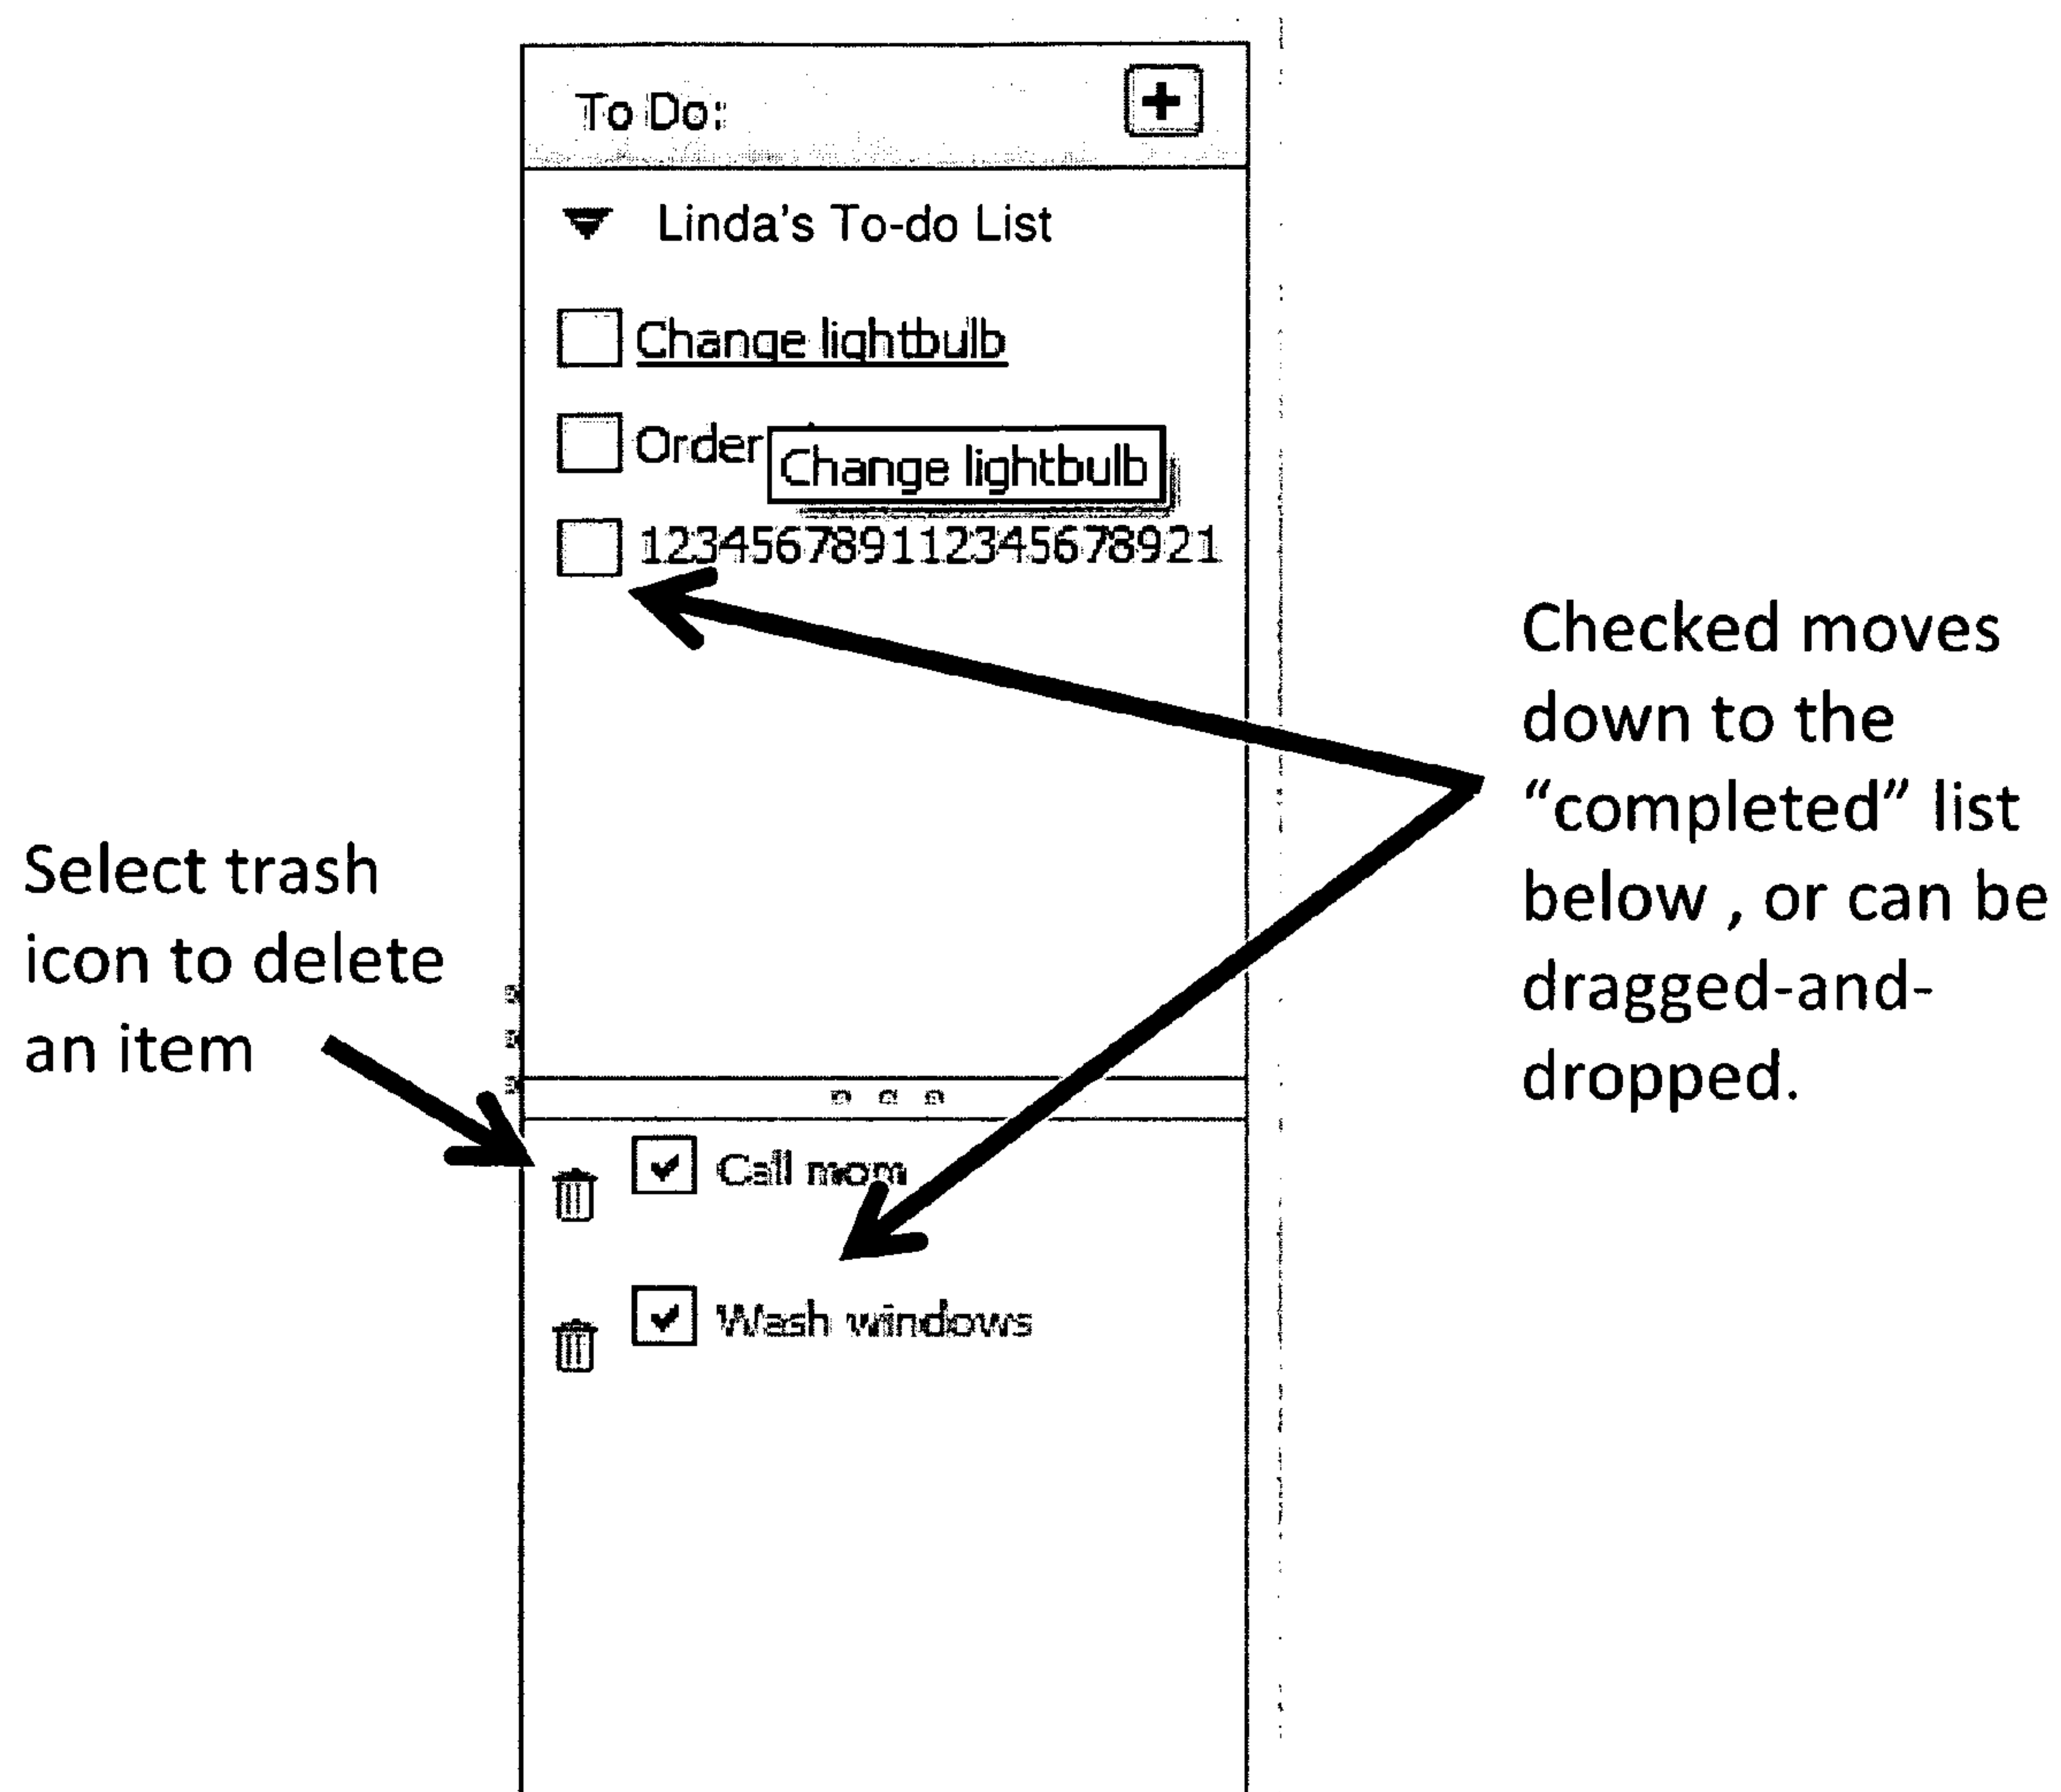 To Do:
Linda's To-do List
Change lightbulb
Order
Change lightbulb
123456789112345678921
Checked moves
down to the
“completed” list
below , or can be
dragged-and-
dropped.
Select trash
icon to delete
an item
Call mom
Wash windows